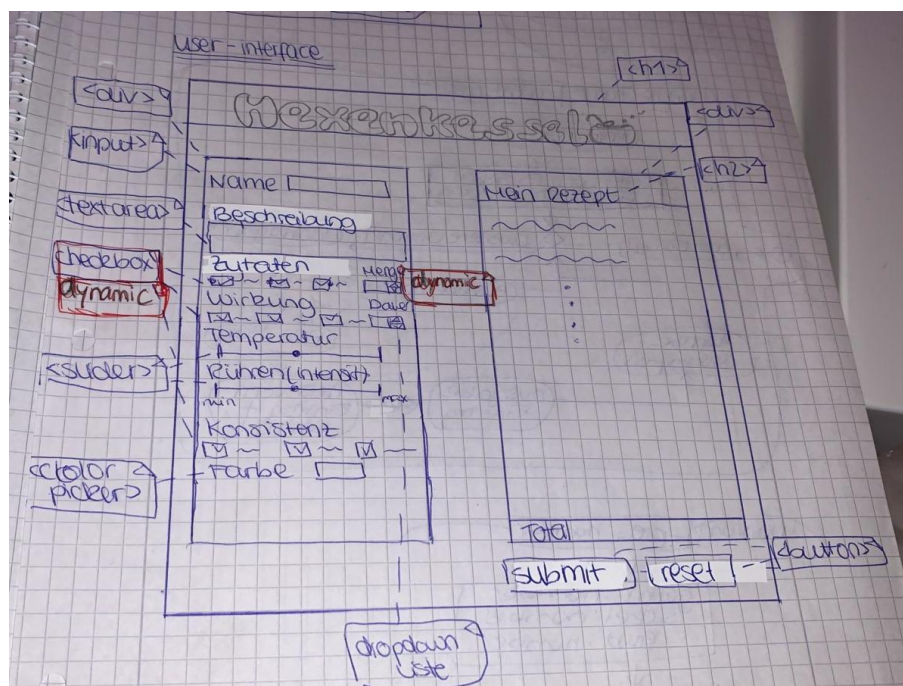 user-interface
<h1>
<div>
Hexenkessel
<div>
<input>
<h2>
Name
Mein Rezept
<textarea>
Beschreibung
checkbox
dynamic
Zutaten
Menge
dynamic
Wirkung
Dauer
Temperatur
<slider>
Rühren (Intensit)
min
max
Konsistenz
<color
picker>
Farbe
Total
<button>
submit
reset
dropdown
liste